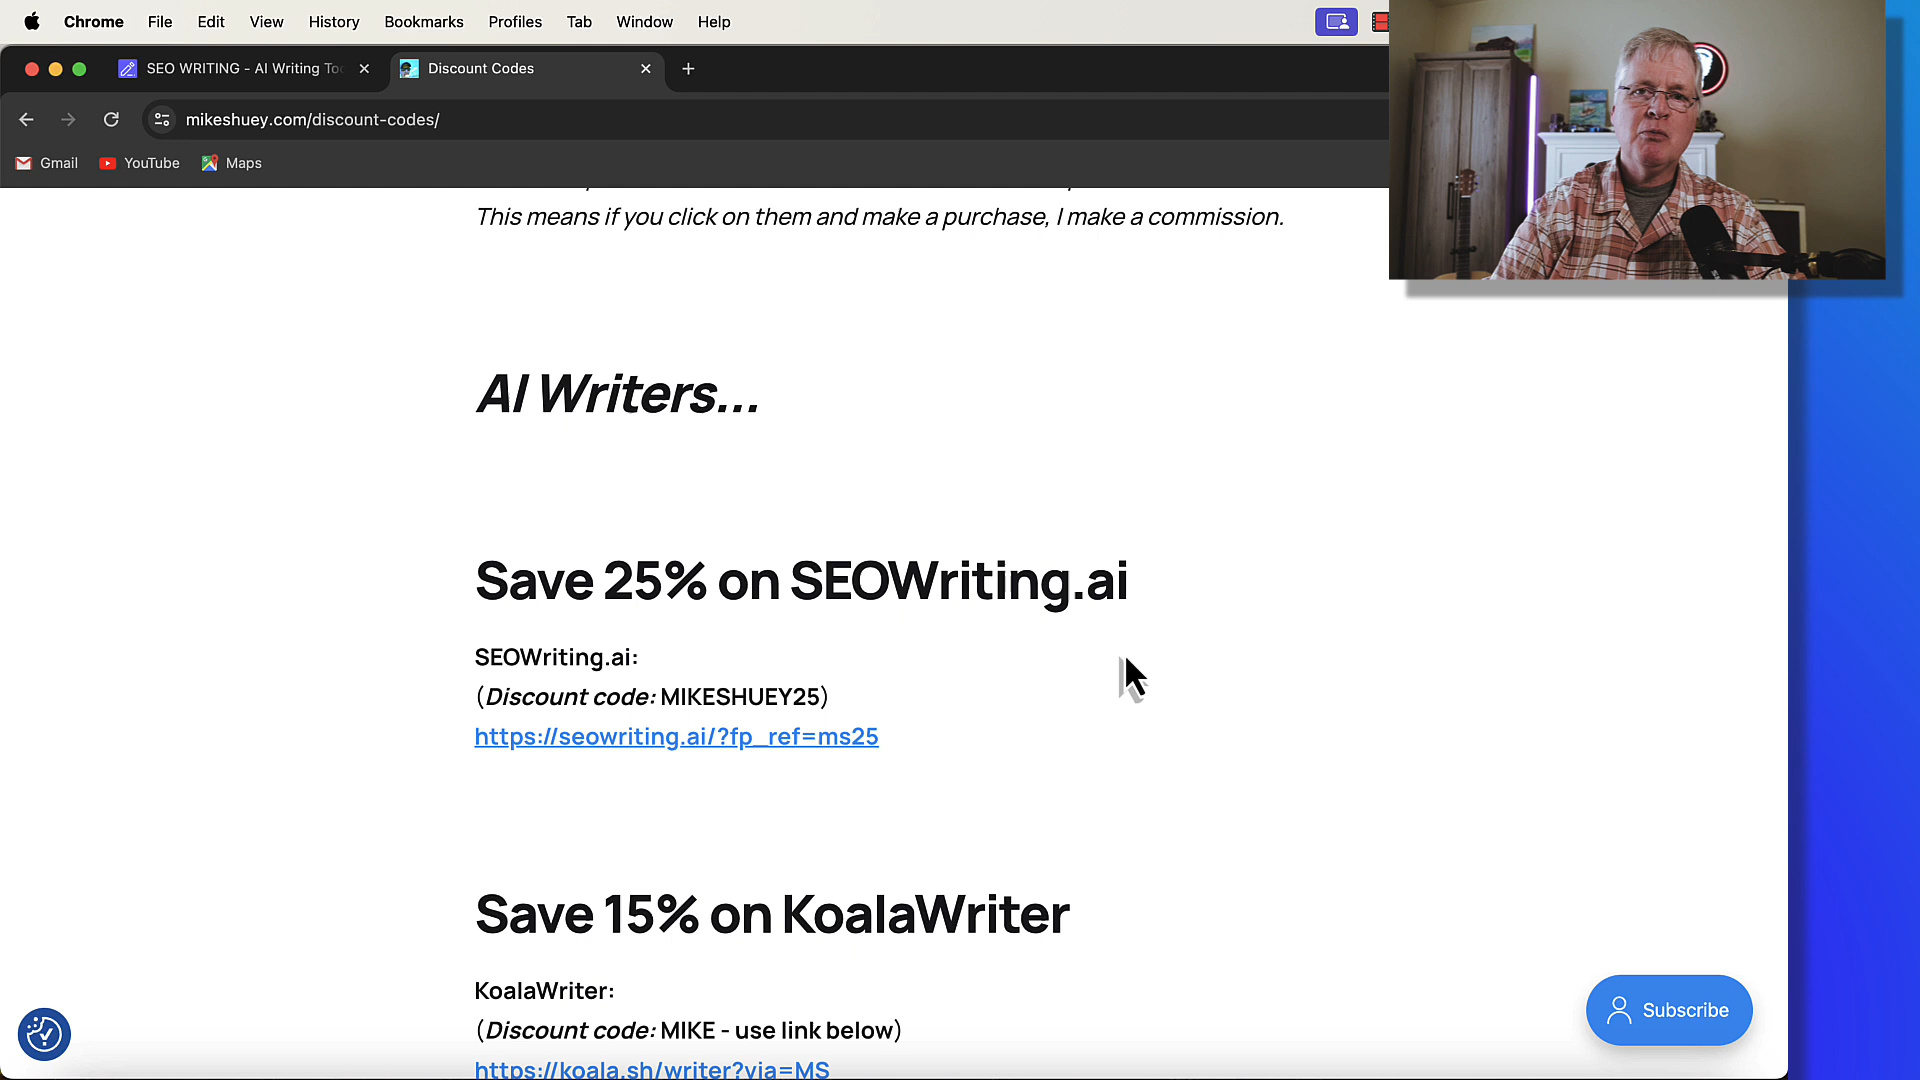 Chrome File Edit View History Bookmarks Profiles Tab Window Help
SEO WRITING - AI Writing To
Discount Codes
mikeshuey.com/discount-codes/
Gmail YouTube Maps
This means if you click on them and make a purchase, I make a commission.
AI Writers...
Save 25% on SEOWriting.ai
SEOWriting.ai:
(Discount code: MIKESHUEY25)
https://seowriting.ai/?fp_ref=ms25
Save 15% on KoalaWriter
KoalaWriter:
(Discount code: MIKE - use link below)
https://koala.sh/writer?via=MS
Subscribe